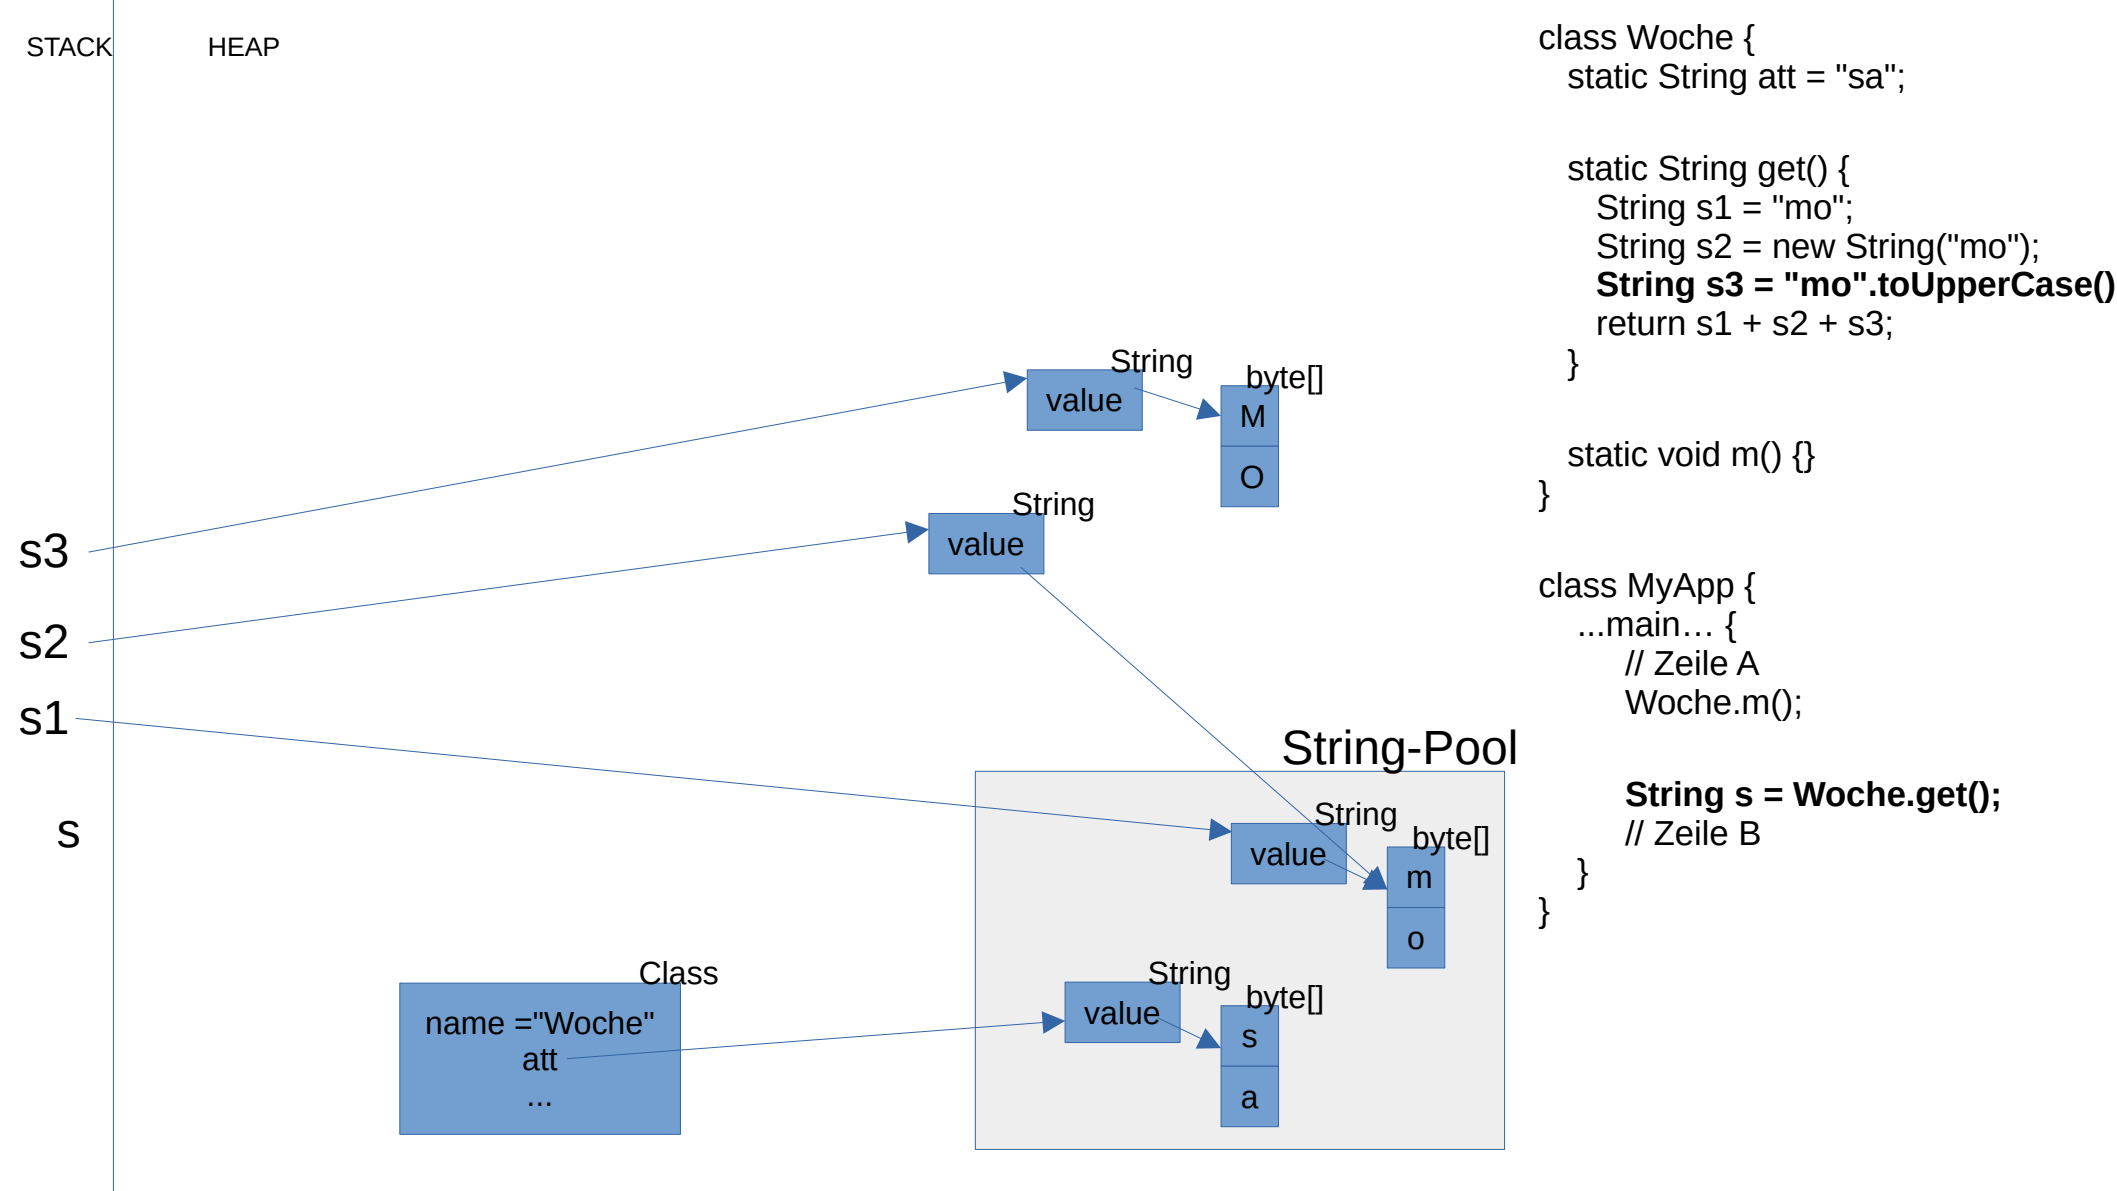 STACK
HEAP
class Woche {
static String att = "sa";
static String get() {
String s1 = "mo";
String s2 = new String("mo");
String s3 = "mo".toUpperCase()
return s1 + s2 + s3;
}
static void m() {}
}
class MyApp {
...main… {
// Zeile A
Woche.m();
String s = Woche.get();
// Zeile B
}
}
String
value
byte[]
M
O
String
value
s3
s2
s1
s
String-Pool
String
value
byte[]
m
o
Class
name ="Woche"
att
...
String
value
byte[]
s
a